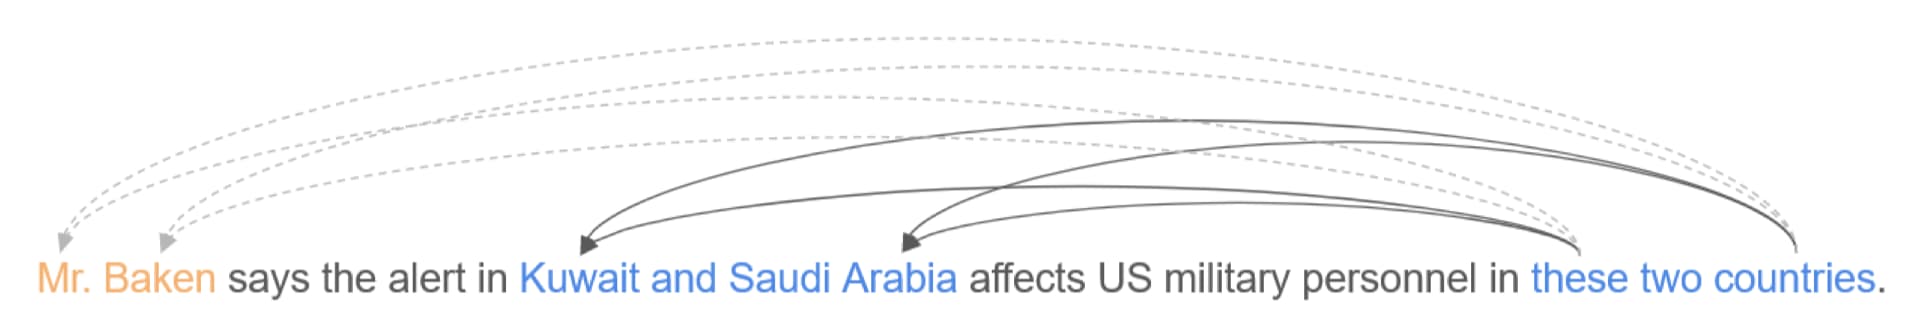 Mr. Baken says the alert in Kuwait and Saudi Arabia affects US military personnel in these two countries.